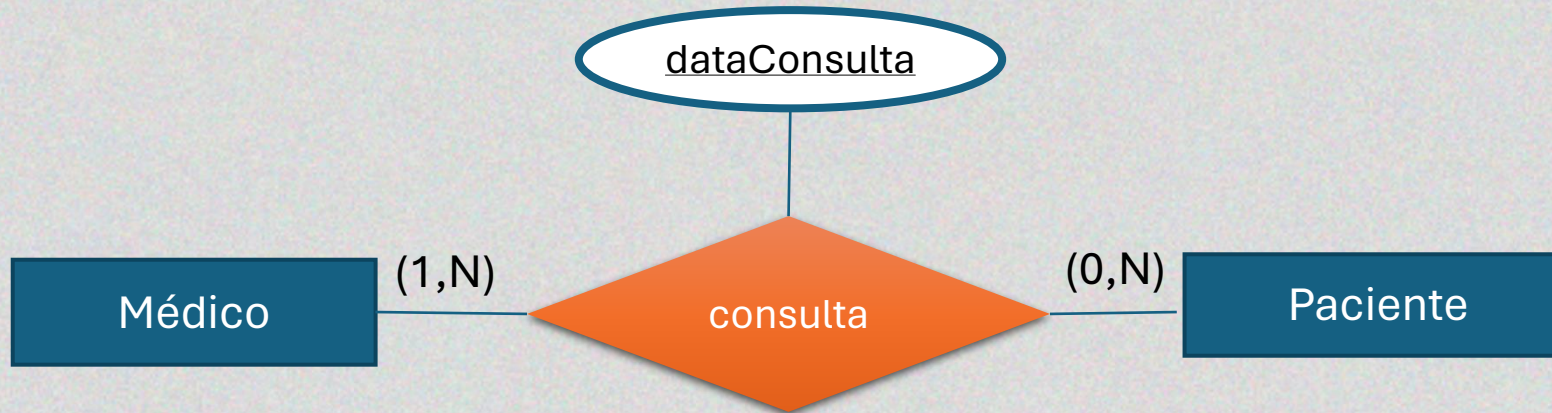 dataConsulta
(1,N)
(0,N)
Médico
consulta
Paciente